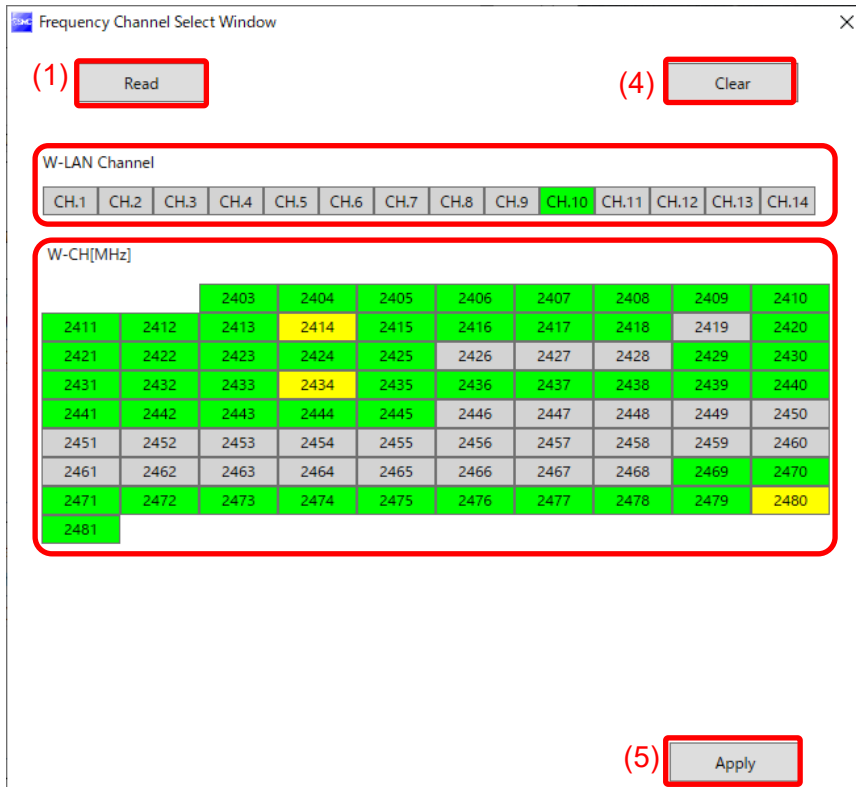 Frequency Channel Select Window
(1) Read (4) Clear
W-LAN Channel
CH.1 CH.2 CH.3 CH.4 CH.5 CH.6 CH.7 CH.8 CH.9 CH.10 CH.11 CH.12 CH.13 CH.14
W-CH[MHz]
2403 2404 2405 2406 2407 2408 2409 2410
2411 2412 2413 2414 2415 2416 2417 2418 2419 2420
2421 2422 2423 2424 2425 2426 2427 2428 2429 2430
2431 2432 2433 2434 2435 2436 2437 2438 2439 2440
2441 2442 2443 2444 2445 2446 2447 2448 2449 2450
2451 2452 2453 2454 2455 2456 2457 2458 2459 2460
2461 2462 2463 2464 2465 2466 2467 2468 2469 2470
2471 2472 2473 2474 2475 2476 2477 2478 2479 2480
2481
(5) Apply